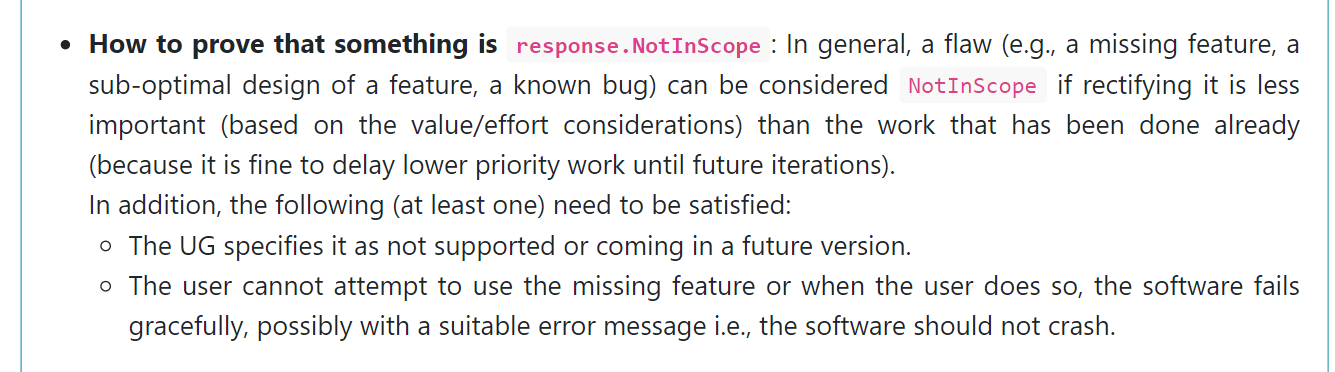 • How to prove that something is response.NotInScope : In general, a flaw (e.g., a missing feature, a
sub-optimal design of a feature, a known bug) can be considered NotInScope if rectifying it is less
important (based on the value/effort considerations) than the work that has been done already
(because it is fine to delay lower priority work until future iterations).
In addition, the following (at least one) need to be satisfied:
○ The UG specifies it as not supported or coming in a future version.
○ The user cannot attempt to use the missing feature or when the user does so, the software fails
gracefully, possibly with a suitable error message i.e., the software should not crash.